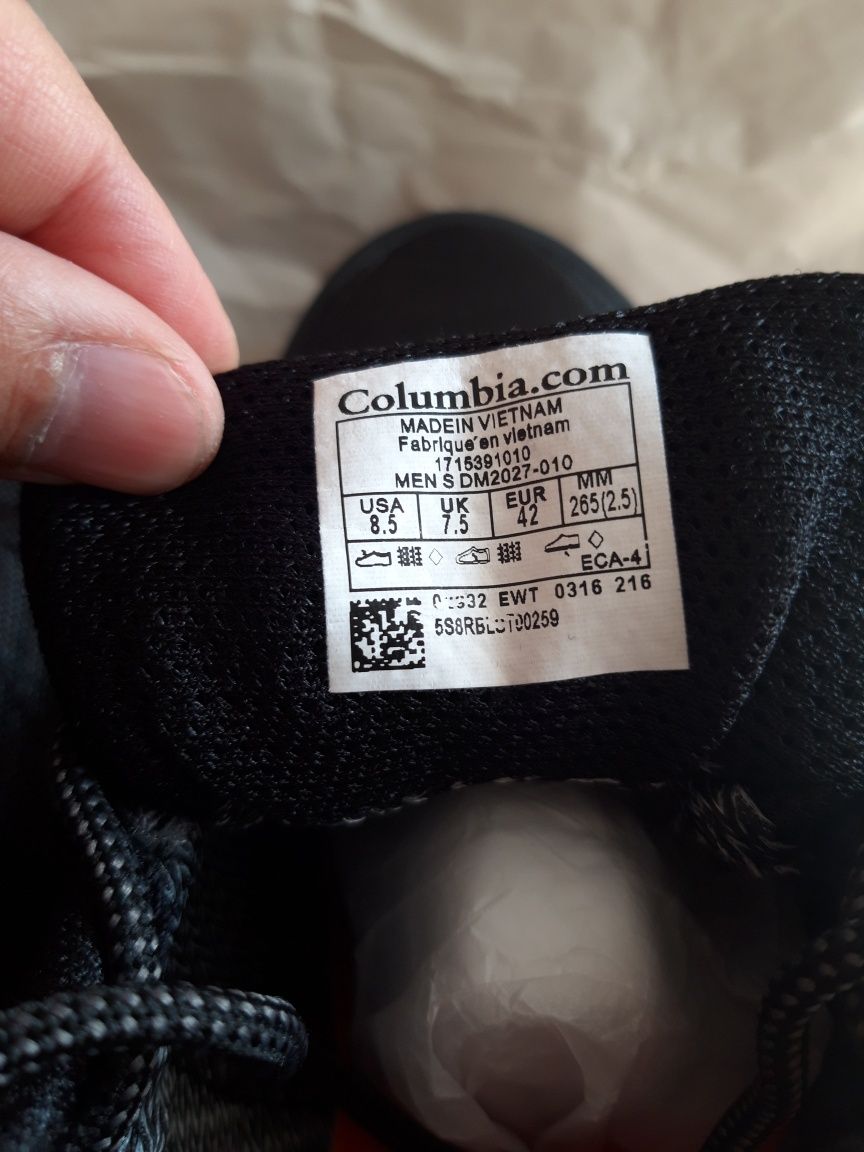 Columbia.com
MADEIN VIETNAM
Fabrique'en vietnam
1715391010
MEN S DM2027-010
USA UK EUR MM
8.5 7.5 42 265(2.5)
ECA-4
EWT 0316 216